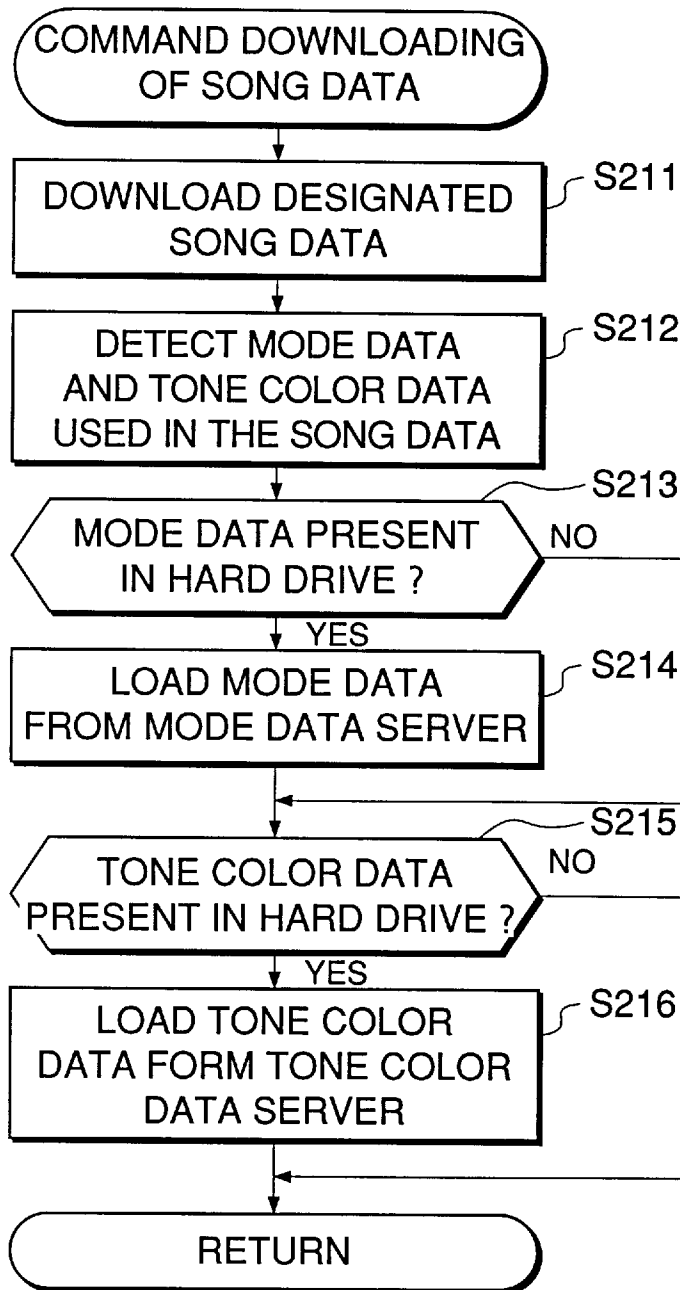 COMMAND DOWNLOADING
OF SONG DATA
S211
DOWNLOAD DESIGNATED
SONG DATA
S212
DETECT MODE DATA
AND TONE COLOR DATA
USED IN THE SONG DATA
S213
MODE DATA PRESENT
IN HARD DRIVE ?
NO
YES
S214
LOAD MODE DATA
FROM MODE DATA SERVER
S215
TONE COLOR DATA
PRESENT IN HARD DRIVE ?
NO
YES
S216
LOAD TONE COLOR
DATA FORM TONE COLOR
DATA SERVER
RETURN